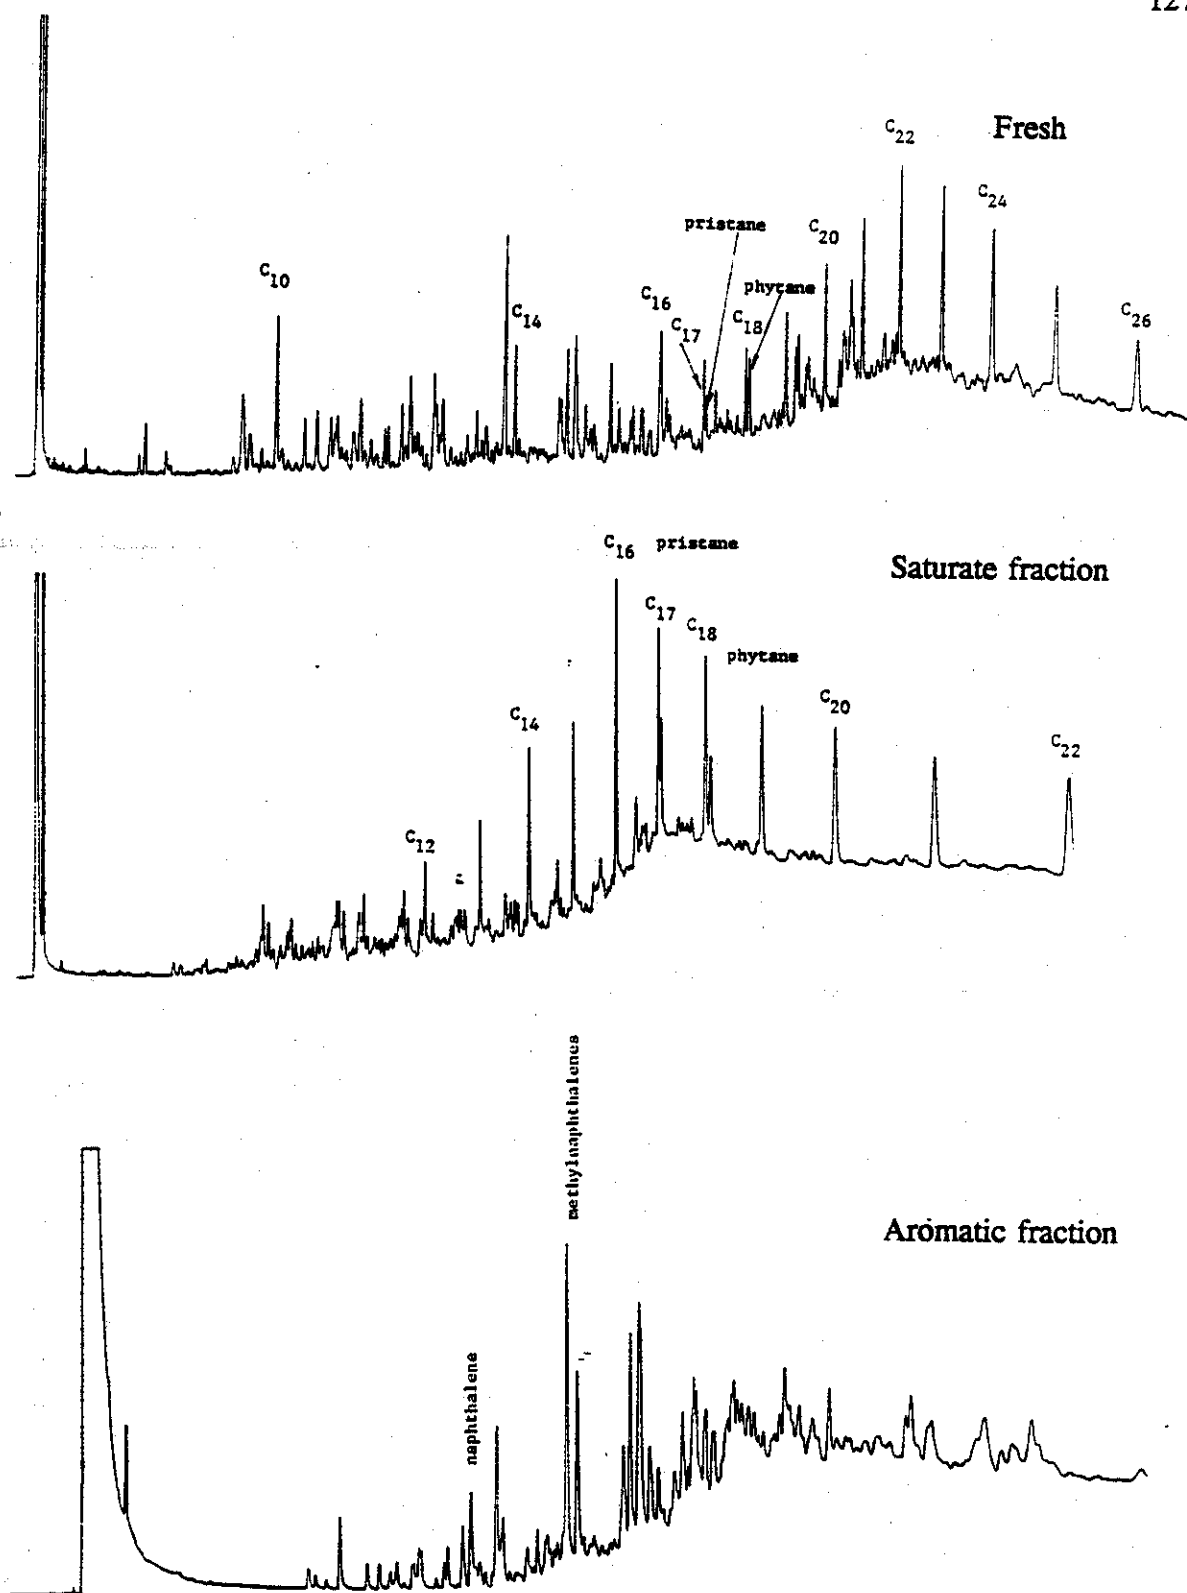 127
Fresh
C22
C24
pristane
C20
C10
phytane
C16
C14
C17
C18
C26
C16 pristane
Saturate fraction
C17
C18
phytane
C14
C20
C22
C12
methylnaphthalenes
Aromatic fraction
naphthalene